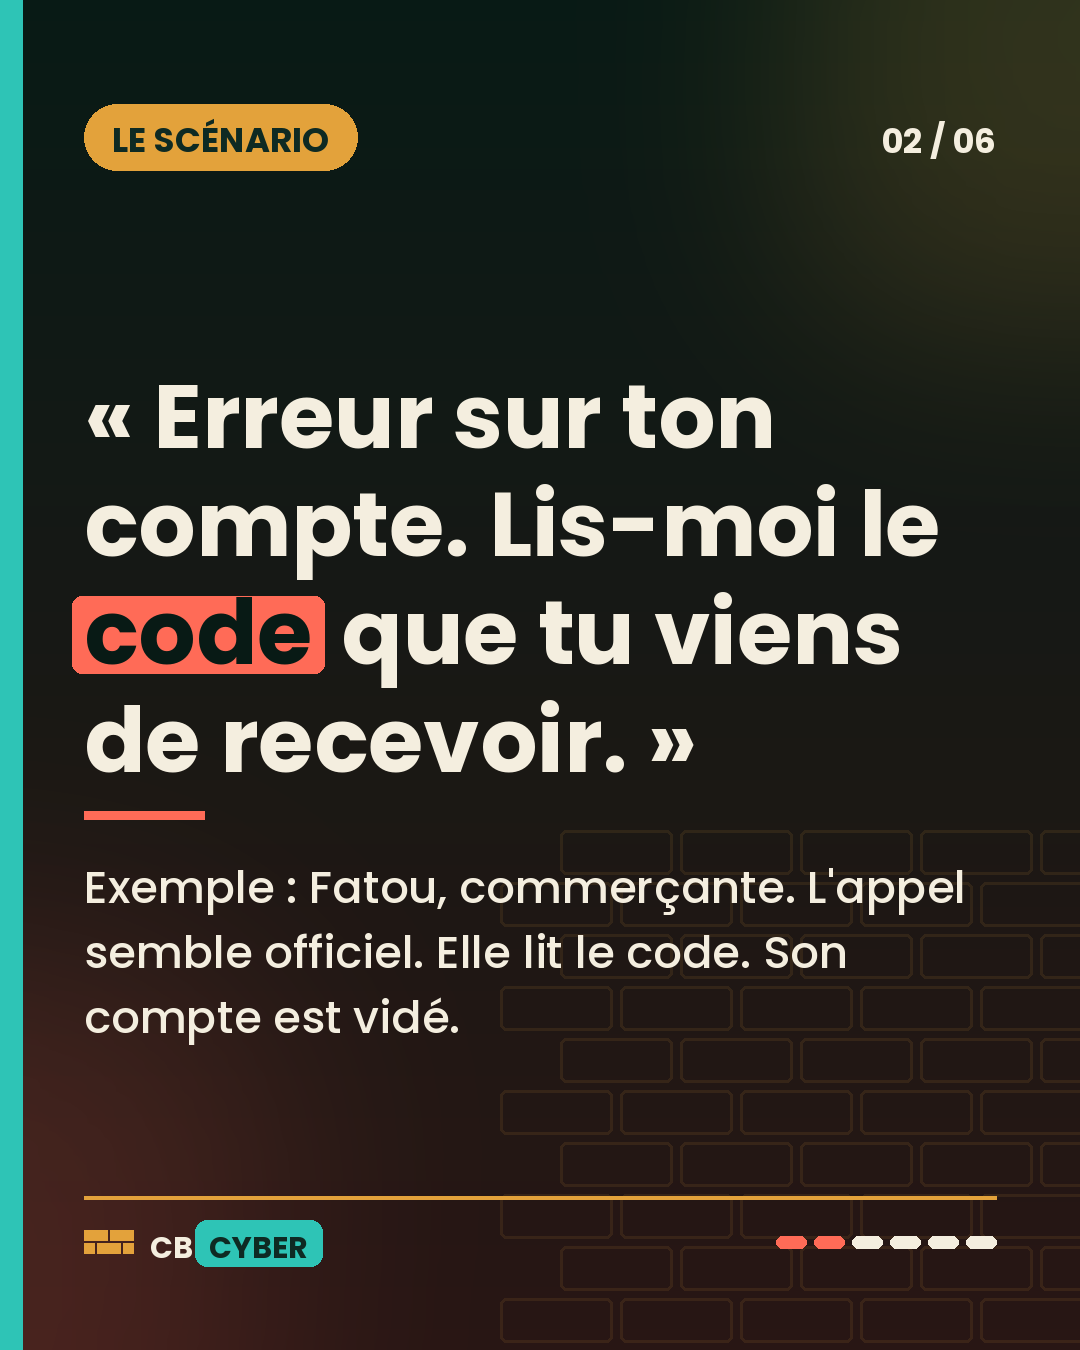 LE SCÉNARIO
02 / 06
« Erreur sur ton
compte. Lis-moi le
code que tu viens
de recevoir. »
Exemple : Fatou, commerçante. L'appel
semble officiel. Elle lit le code. Son
compte est vidé.
CB CYBER